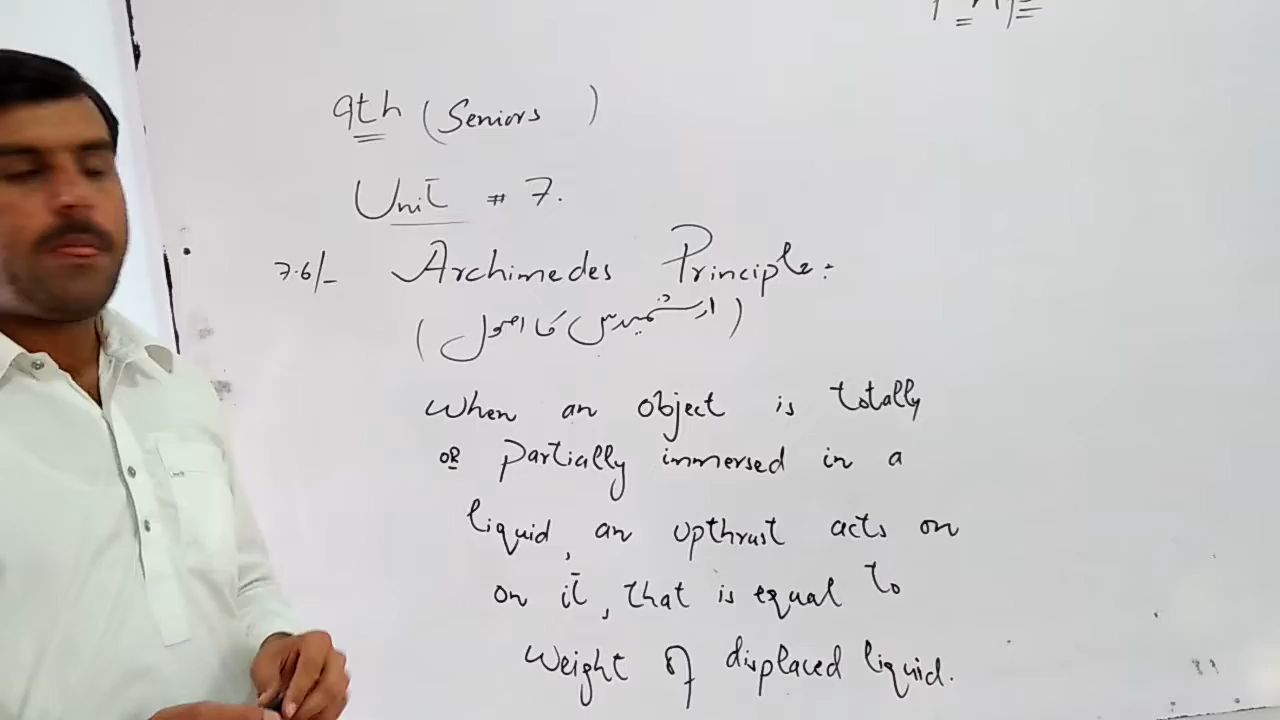 9th (Seniors )
Unit # 7.
7.6/- Archimedes Principle:
(ارشمیدس کا اصول)
When an object is totally
OR partially immersed in a
liquid, an upthrust acts on
on it, that is equal to
Weight of displaced liquid.